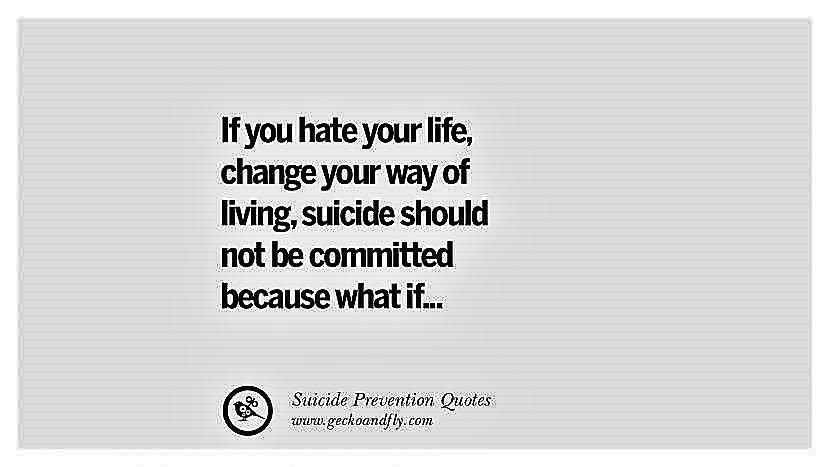 If you hate your life,
change your way of
living, suicide should
not be committed
because what if...
Suicide Prevention Quotes
www.geckoandfly.com